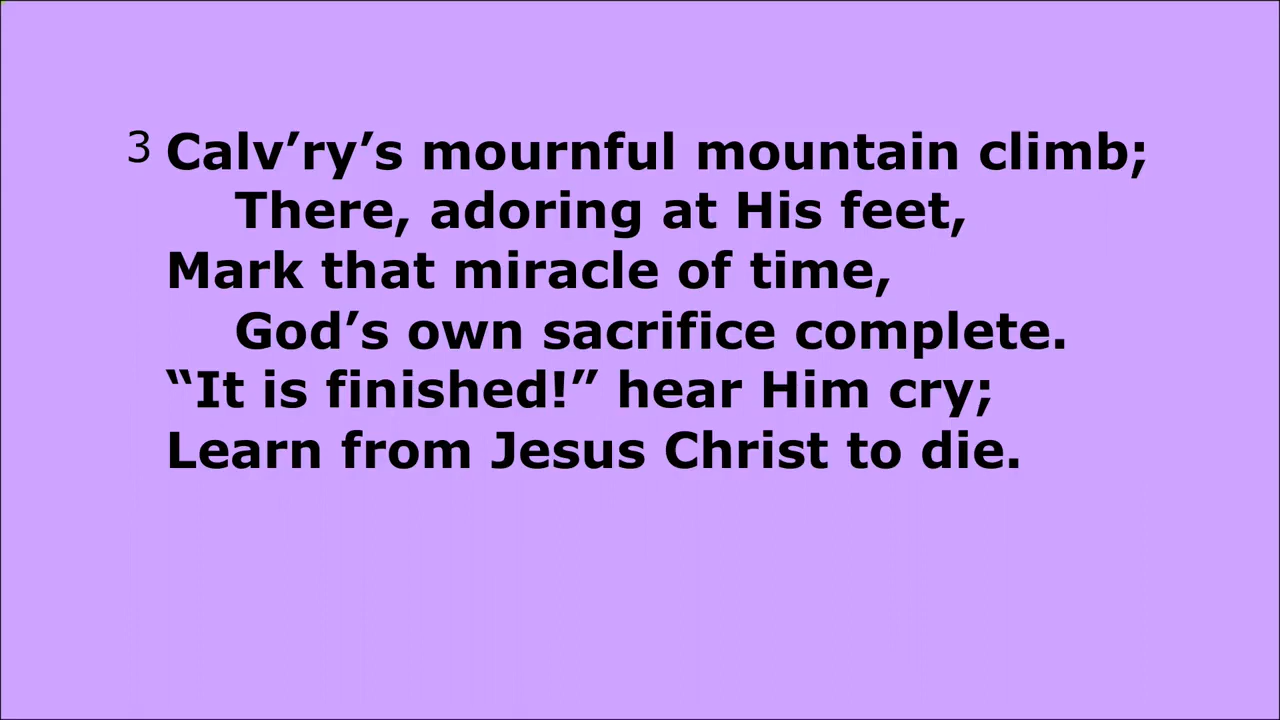 3 Calv’ry’s mournful mountain climb;
There, adoring at His feet,
Mark that miracle of time,
God’s own sacrifice complete.
“It is finished!” hear Him cry;
Learn from Jesus Christ to die.